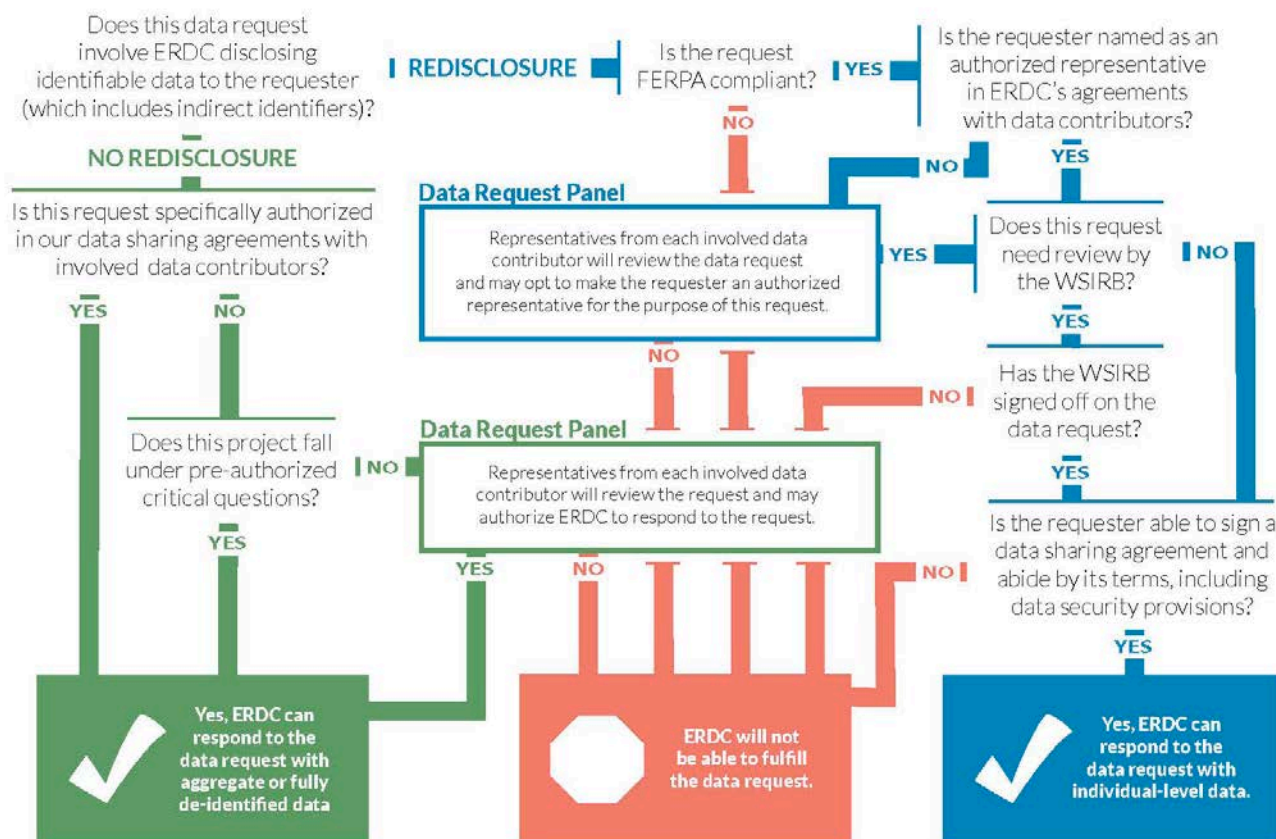 Does this data request
involve ERDC disclosing
identifiable data to the requester
(which includes indirect identifiers)?
REDISCLOSURE
Is the request
FERPA compliant?
YES
Is the requester named as an
authorized representative
in ERDC's agreements
with data contributors?
NO
NO REDISCLOSURE
NO
YES
Is this request specifically authorized
in our data sharing agreements with
involved data contributors?
Data Request Panel
Representatives from each involved data
contributor will review the data request
and may opt to make the requester an authorized
representative for the purpose of this request.
YES
Does this request
need review by
the WSIRB?
NO
YES
NO
YES
NO
Has the WSIRB
signed off on the
data request?
NO
Does this project fall
under pre-authorized
critical questions?
NO
Data Request Panel
Representatives from each involved data
contributor will review the request and may
authorize ERDC to respond to the request.
YES
Is the requester able to sign a
data sharing agreement and
abide by its terms, including
data security provisions?
YES
YES
NO
NO
YES
Yes, ERDC can
respond to the
data request with
aggregate or fully
de-identified data
ERDC will not
be able to fulfill
the data request.
Yes, ERDC can
respond to the
data request with
individual-level data.